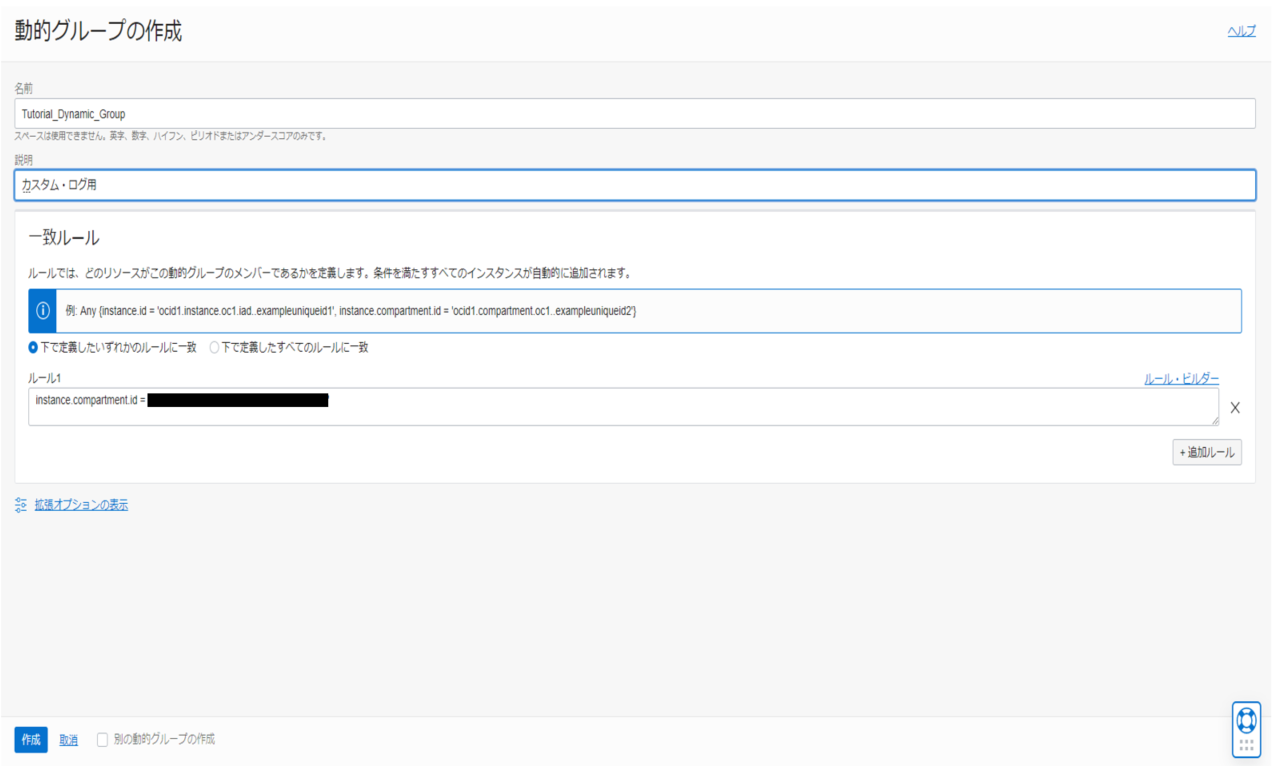 動的グループの作成
ヘルプ
名前
Tutorial_Dynamic_Group
スペースは使用できません。英字、数字、ハイフン、ピリオドまたはアンダースコアのみです。
説明
カスタム・ログ用
一致ルール
ルールでは、どのリソースがこの動的グループのメンバーであるかを定義します。条件を満たすすべてのインスタンスが自動的に追加されます。
例: Any {instance.id = 'ocid1.instance.oc1.iad..exampleuniqueid1', instance.compartment.id = 'ocid1.compartment.oc1..exampleuniqueid2'}
下で定義したいずれかのルールに一致 下で定義したすべてのルールに一致
ルール1 ルール・ビルダー
instance.compartment.id =
X
+ 追加ルール
拡張オプションの表示
作成 取消 別の動的グループの作成